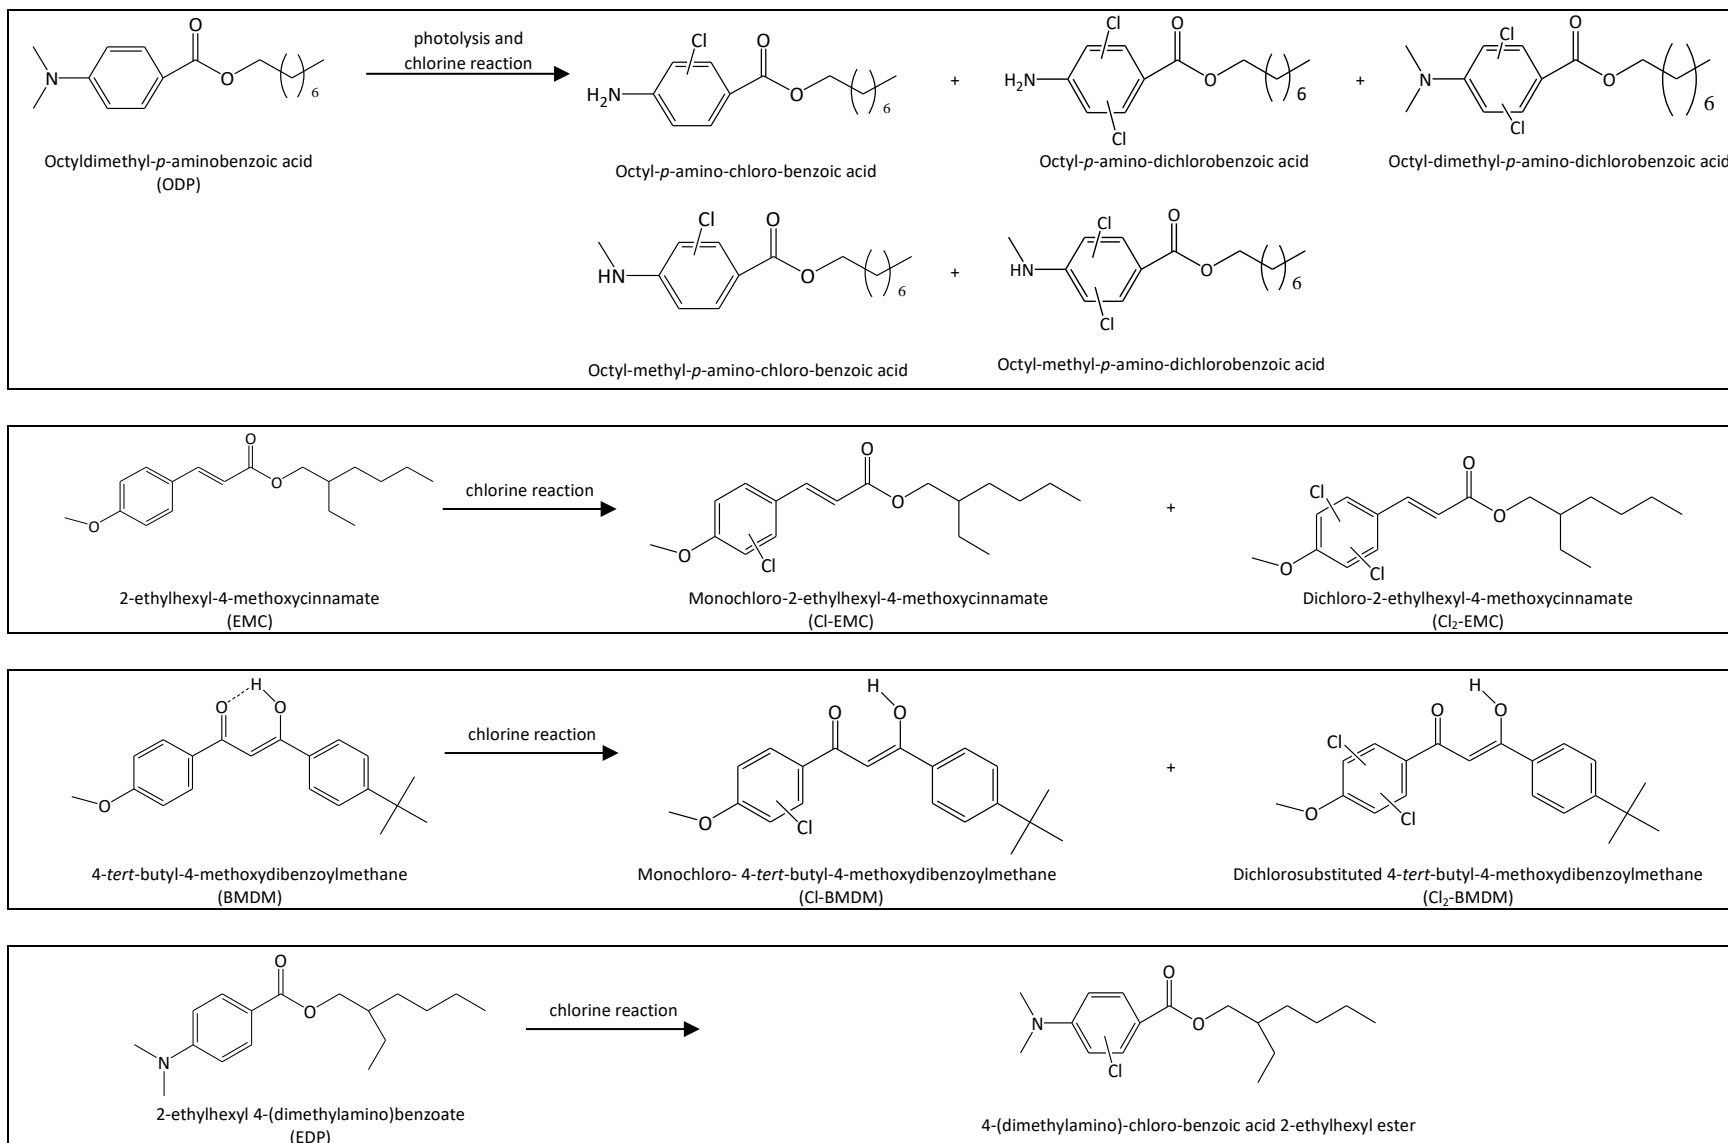 photolysis and
chlorine reaction
N
O
O
6
Cl
H₂N
O
O
6
+
Cl
H₂N
Cl
O
O
6
+
Cl
N
Cl
O
O
6
Octyldimethyl-p-aminobenzoic acid
(ODP)
Octyl-p-amino-chloro-benzoic acid
Octyl-p-amino-dichlorobenzoic acid
Octyl-dimethyl-p-amino-dichlorobenzoic acid
Cl
HN
O
O
6
+
Cl
HN
Cl
O
O
6
Octyl-methyl-p-amino-chloro-benzoic acid
Octyl-methyl-p-amino-dichlorobenzoic acid
O
O
O
chlorine reaction
O
O
O
Cl
+
O
O
O
Cl
Cl
2-ethylhexyl-4-methoxycinnamate
(EMC)
Monochloro-2-ethylhexyl-4-methoxycinnamate
(Cl-EMC)
Dichloro-2-ethylhexyl-4-methoxycinnamate
(Cl₂-EMC)
H
O
O
O
chlorine reaction
H
O
O
O
Cl
+
H
O
O
Cl
O
Cl
4-tert-butyl-4-methoxydibenzoylmethane
(BMDM)
Monochloro- 4-tert-butyl-4-methoxydibenzoylmethane
(Cl-BMDM)
Dichlorosubstituted 4-tert-butyl-4-methoxydibenzoylmethane
(Cl₂-BMDM)
O
O
N
chlorine reaction
O
O
N
Cl
2-ethylhexyl 4-(dimethylamino)benzoate
(EDP)
4-(dimethylamino)-chloro-benzoic acid 2-ethylhexyl ester